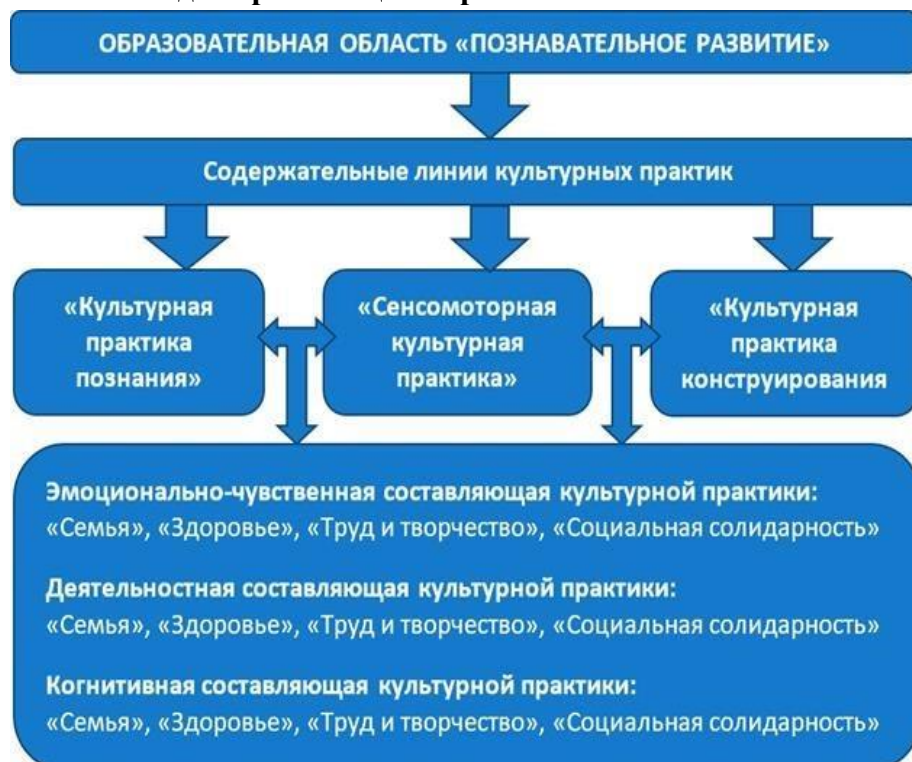 ОБРАЗОВАТЕЛЬНАЯ ОБЛАСТЬ «ПОЗНАВАТЕЛЬНОЕ РАЗВИТИЕ»
Содержательные линии культурных практик
«Культурная
практика
познания»
«Сенсомоторная
культурная
практика»
«Культурная
практика
конструирования
Эмоционально-чувственная составляющая культурной практики:
«Семья», «Здоровье», «Труд и творчество», «Социальная солидарность»
Деятельностная составляющая культурной практики:
«Семья», «Здоровье», «Труд и творчество», «Социальная солидарность»
Когнитивная составляющая культурной практики:
«Семья», «Здоровье», «Труд и творчество», «Социальная солидарность»